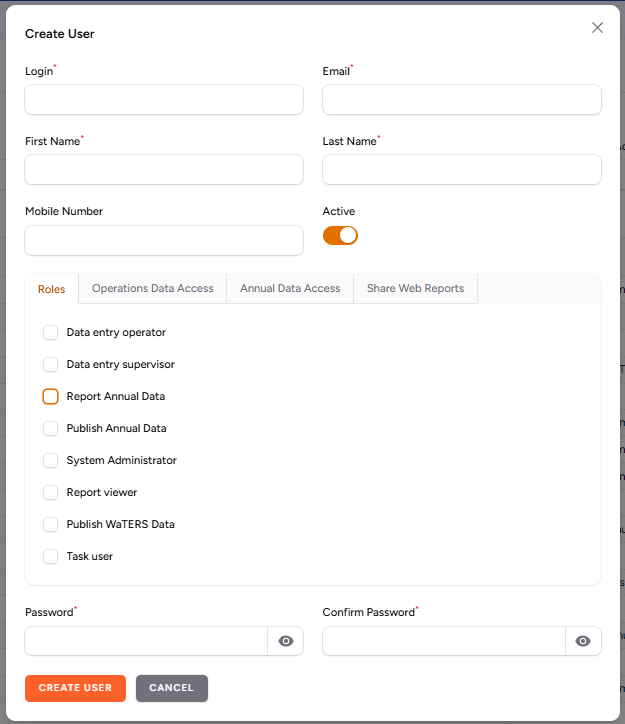 Create User
Login*
Email*
First Name*
Last Name*
Mobile Number
Active
Roles
Operations Data Access
Annual Data Access
Share Web Reports
Data entry operator
Data entry supervisor
Report Annual Data
Publish Annual Data
System Administrator
Report viewer
Publish WaTERS Data
Task user
Password*
Confirm Password*
CREATE USER
CANCEL